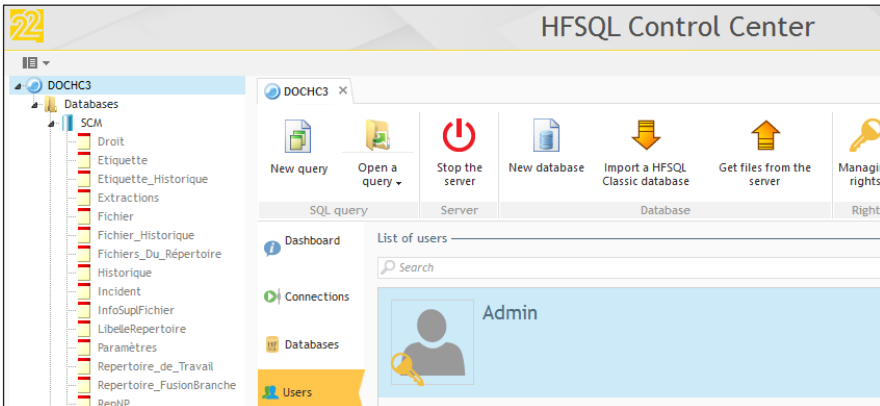 22
HFSQL Control Center
DOCHC3
Databases
SCM
Droit
Etiquette
Etiquette_Historique
Extractions
Fichier
Fichier_Historique
Fichiers_Du_Répertoire
Historique
Incident
InfoSuplFichier
LibelleRepertoire
Paramètres
Repertoire_de_Travail
Repertoire_FusionBranche
RepNP
DOCHC3
New query
Open a
query
Stop the
server
New database
Import a HFSQL
Classic database
Get files from the
server
Managin
rights
SQL query
Server
Database
Right
Dashboard
Connections
Databases
Users
List of users
Search
Admin